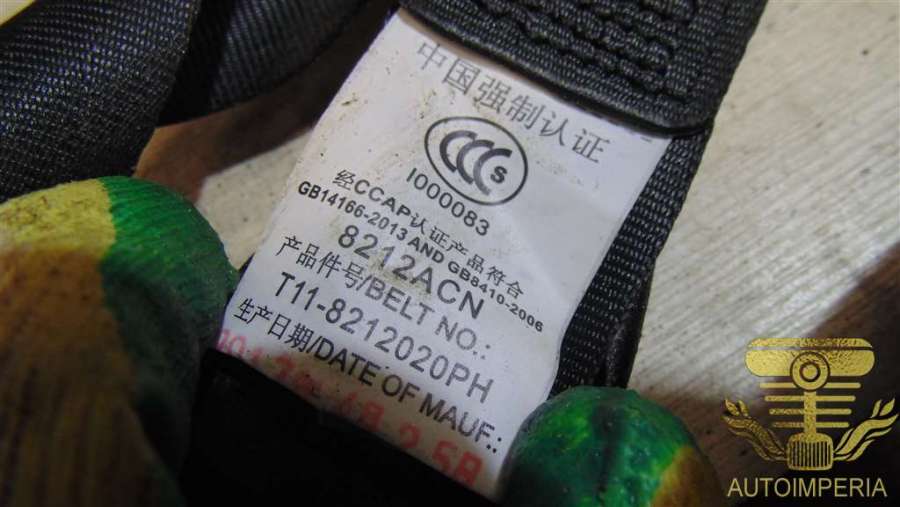 中国强制认证
CCC S
I000083
经CCAP认证产品符合
GB14166-2013 AND GB8410-2006
8212ACN
产品件号/BELT NO.:
T11-8212020PH
生产日期/DATE OF MAUF.:
AUTOIMPERIA